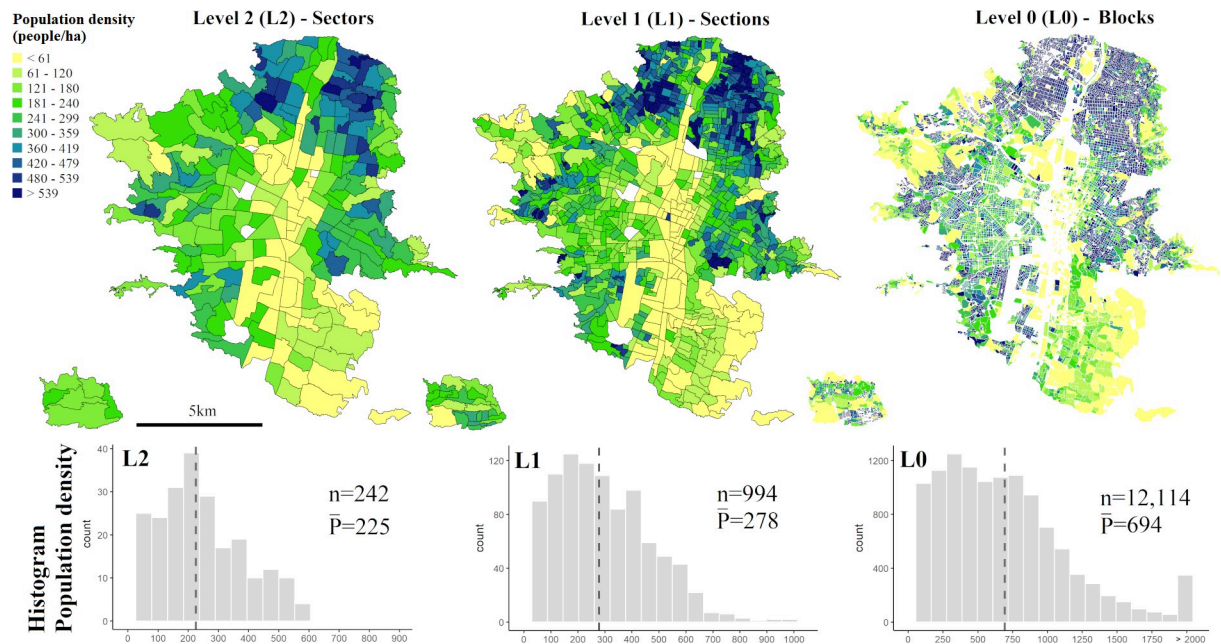 Population density
(people/ha)
< 61
61 - 120
121 - 180
181 - 240
241 - 299
300 - 359
360 - 419
420 - 479
480 - 539
> 539
Level 2 (L2) - Sectors
Level 1 (L1) - Sections
Level 0 (L0) - Blocks
5km
Histogram
Population density
L2
n=242
P̅=225
count
0 10 20 30 40
0 100 200 300 400 500 600 700 800 900
L1
n=994
P̅=278
count
0 40 80 120
0 100 200 300 400 500 600 700 800 900 1000
L0
n=12,114
P̅=694
count
0 400 800 1200
0 250 500 750 1000 1250 1500 1750 > 2000